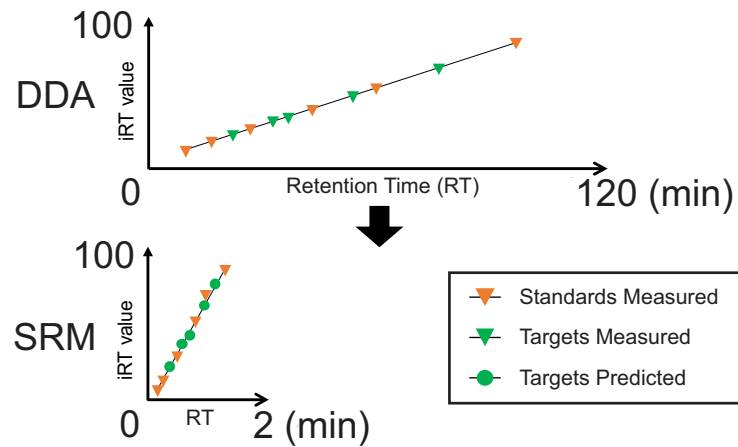 100
DDA
iRT value
0
Retention Time (RT)
120 (min)
100
SRM
iRT value
0
RT
2 (min)
Standards Measured
Targets Measured
Targets Predicted